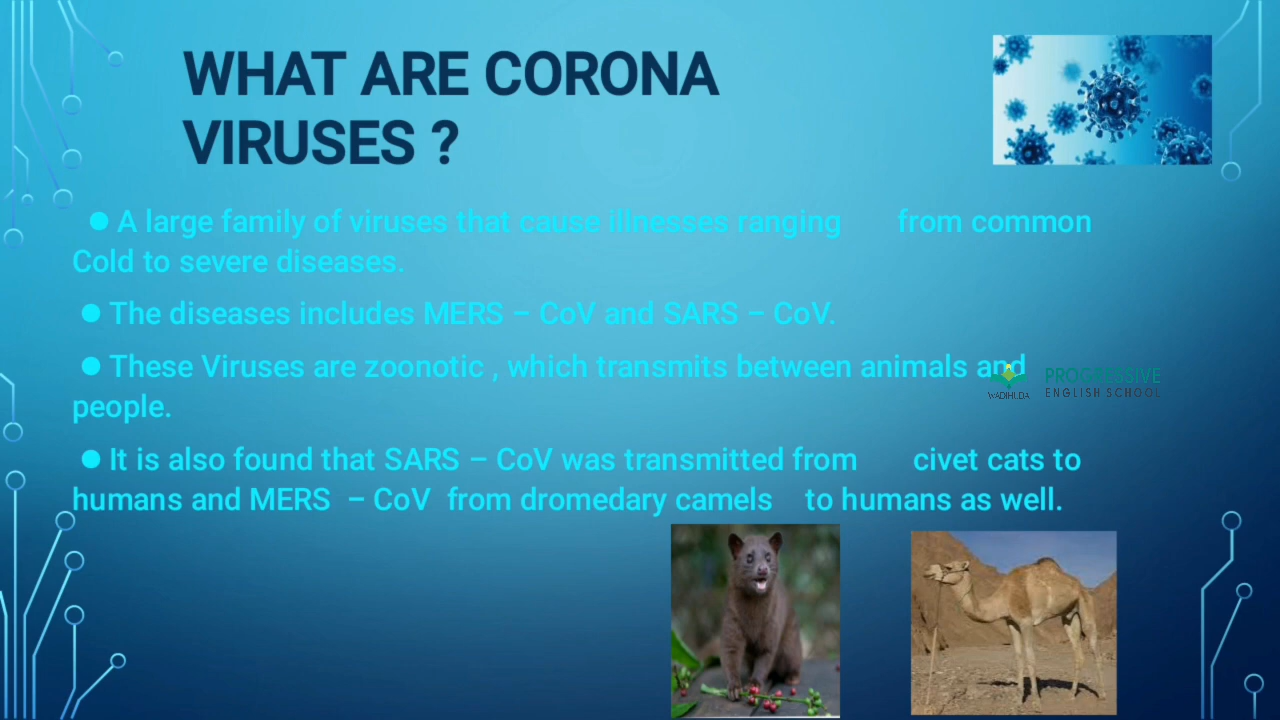 WHAT ARE CORONA
VIRUSES ?
● A large family of viruses that cause illnesses ranging from common
Cold to severe diseases.
● The diseases includes MERS – CoV and SARS – CoV.
● These Viruses are zoonotic , which transmits between animals and
people.
WADIHUDA
PROGRESSIVE
ENGLISH SCHOOL
● It is also found that SARS – CoV was transmitted from civet cats to
humans and MERS – CoV from dromedary camels to humans as well.